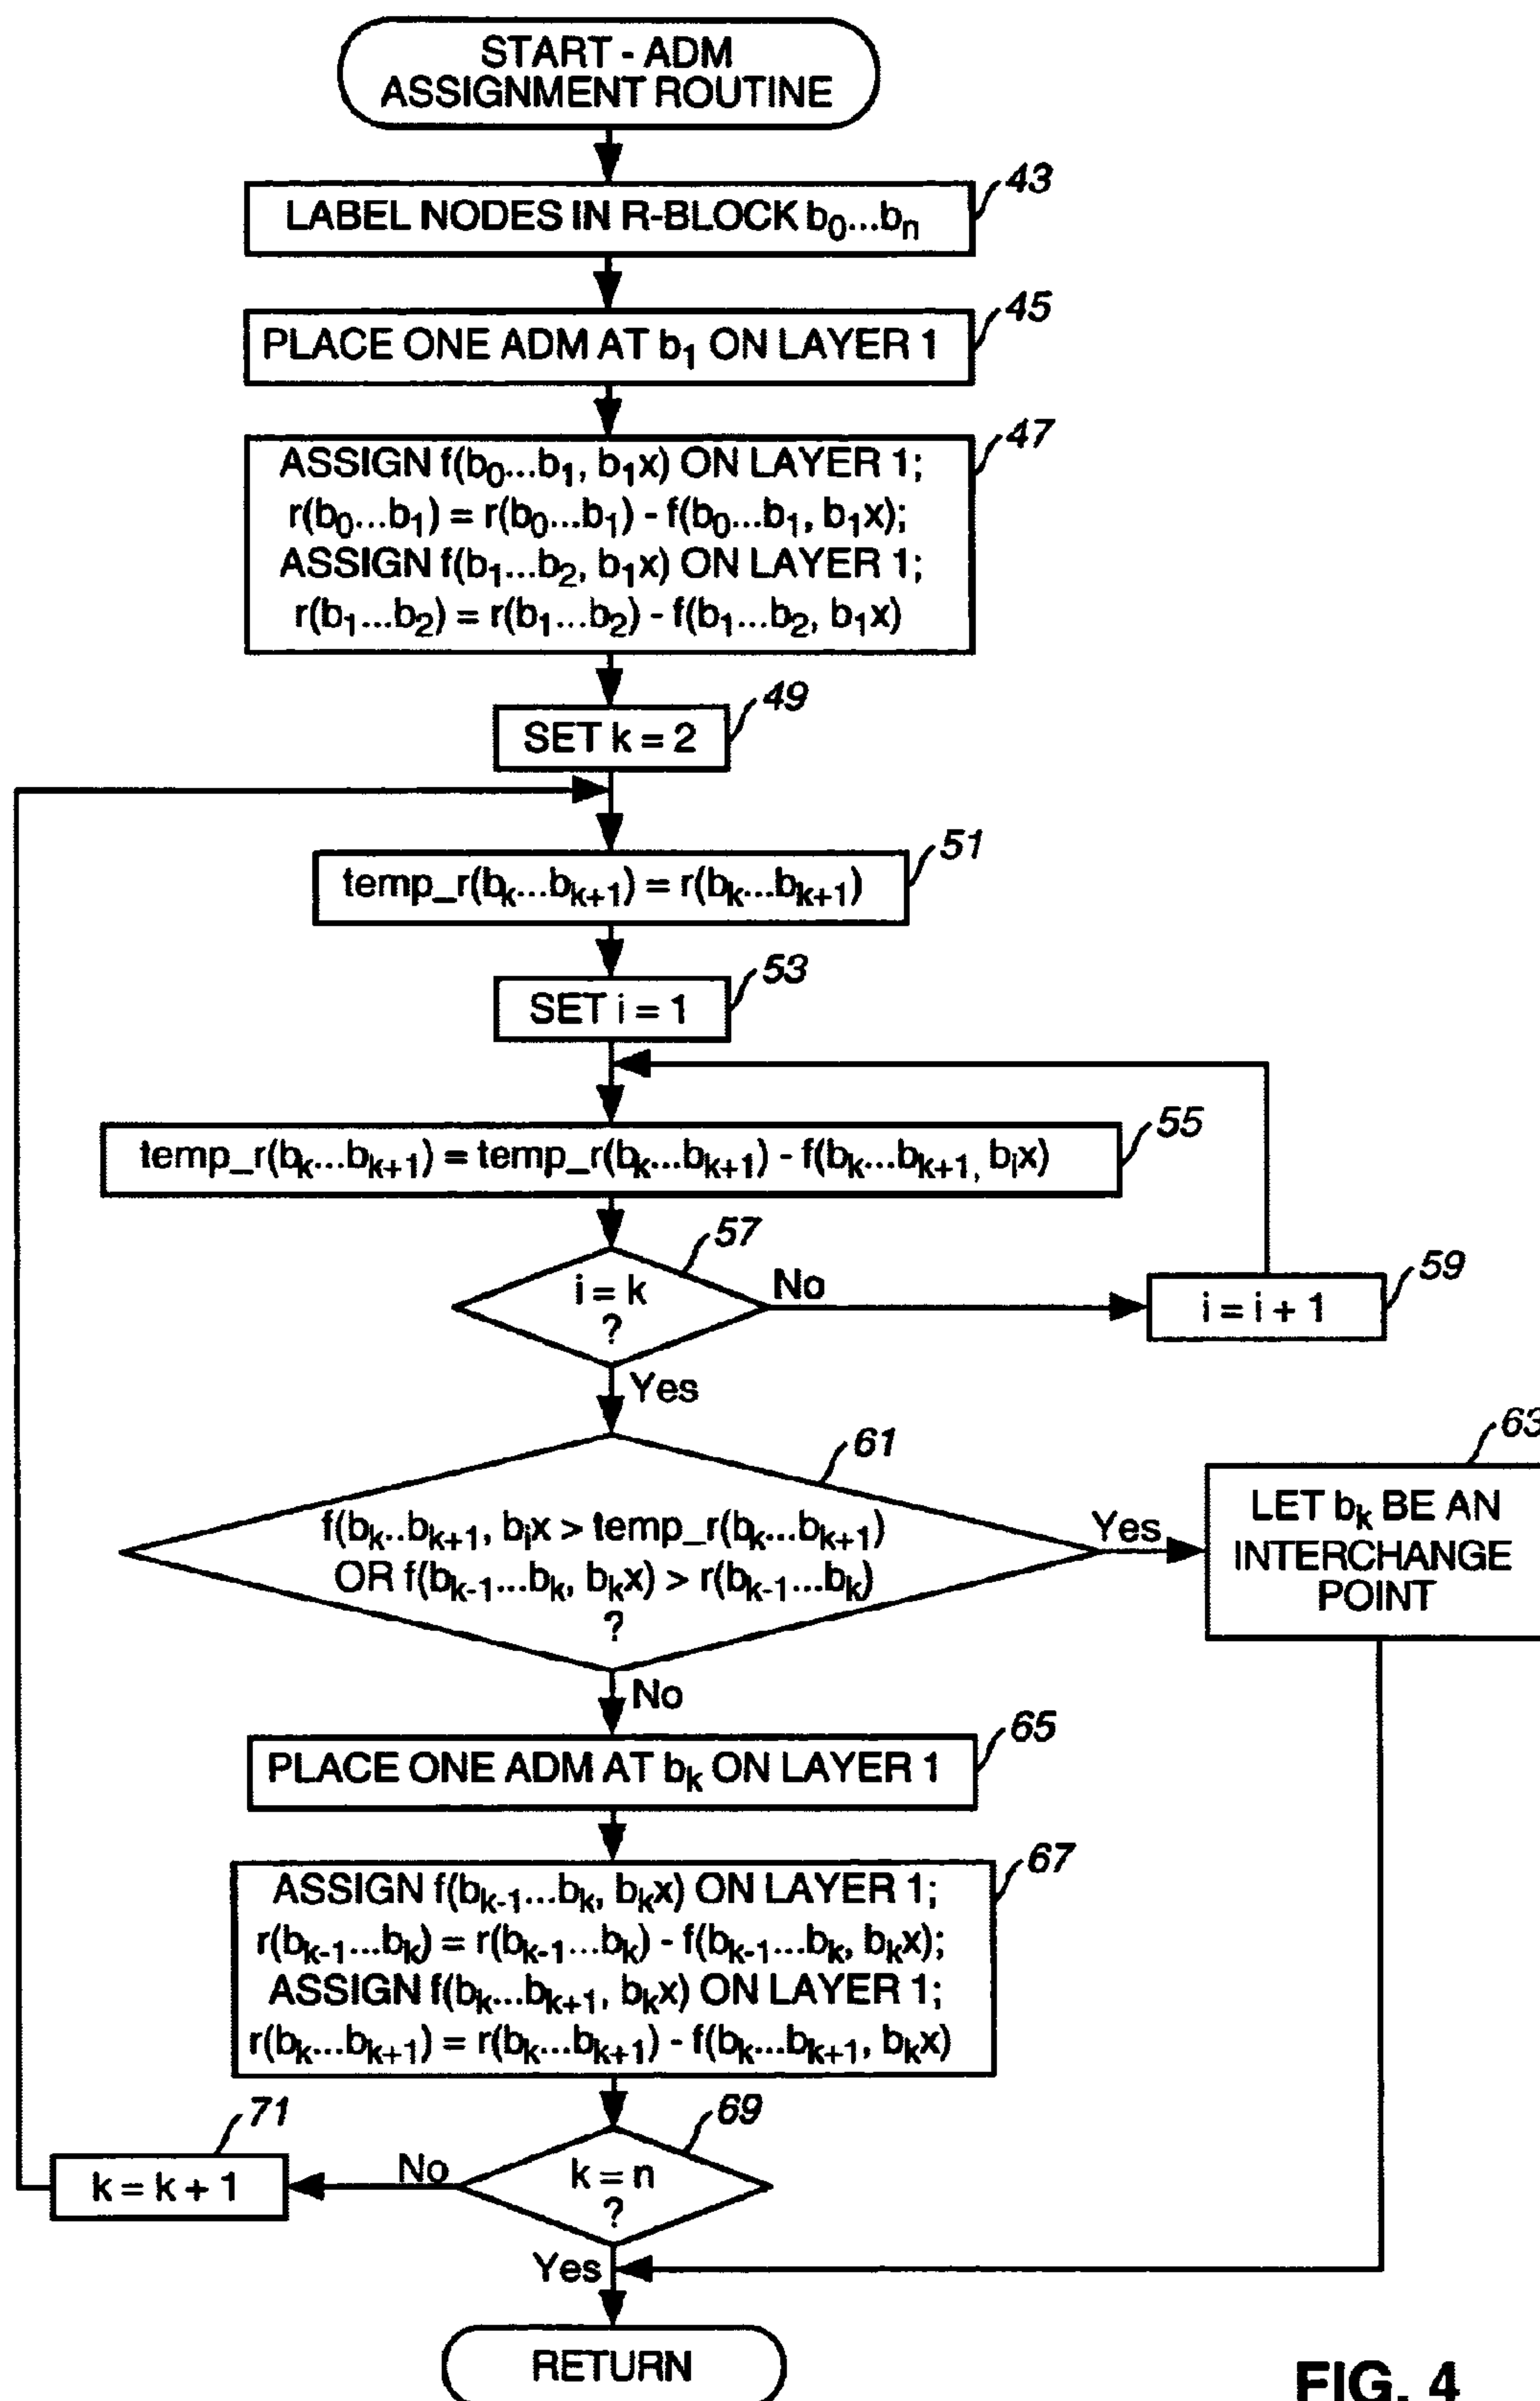 START - ADM
ASSIGNMENT ROUTINE
43
LABEL NODES IN R-BLOCK b₀...bₙ
45
PLACE ONE ADM AT b₁ ON LAYER 1
47
ASSIGN f(b₀...b₁, b₁x) ON LAYER 1;
r(b₀...b₁) = r(b₀...b₁) - f(b₀...b₁, b₁x);
ASSIGN f(b₁...b₂, b₁x) ON LAYER 1;
r(b₁...b₂) = r(b₁...b₂) - f(b₁...b₂, b₁x)
49
SET k = 2
51
temp_r(bₖ...bₖ₊₁) = r(bₖ...bₖ₊₁)
53
SET i = 1
55
temp_r(bₖ...bₖ₊₁) = temp_r(bₖ...bₖ₊₁) - f(bₖ...bₖ₊₁, bᵢx)
57
i = k
?
No
59
i = i + 1
Yes
61
f(bₖ..bₖ₊₁, bᵢx > temp_r(bₖ...bₖ₊₁)
OR f(bₖ₋₁...bₖ, bₖx) > r(bₖ₋₁...bₖ)
?
Yes
63
LET bₖ BE AN
INTERCHANGE
POINT
No
65
PLACE ONE ADM AT bₖ ON LAYER 1
67
ASSIGN f(bₖ₋₁...bₖ, bₖx) ON LAYER 1;
r(bₖ₋₁...bₖ) = r(bₖ₋₁...bₖ) - f(bₖ₋₁...bₖ, bₖx);
ASSIGN f(bₖ...bₖ₊₁, bₖx) ON LAYER 1;
r(bₖ...bₖ₊₁) = r(bₖ...bₖ₊₁) - f(bₖ...bₖ₊₁, bₖx)
69
k = n
?
No
71
k = k + 1
Yes
RETURN
FIG. 4